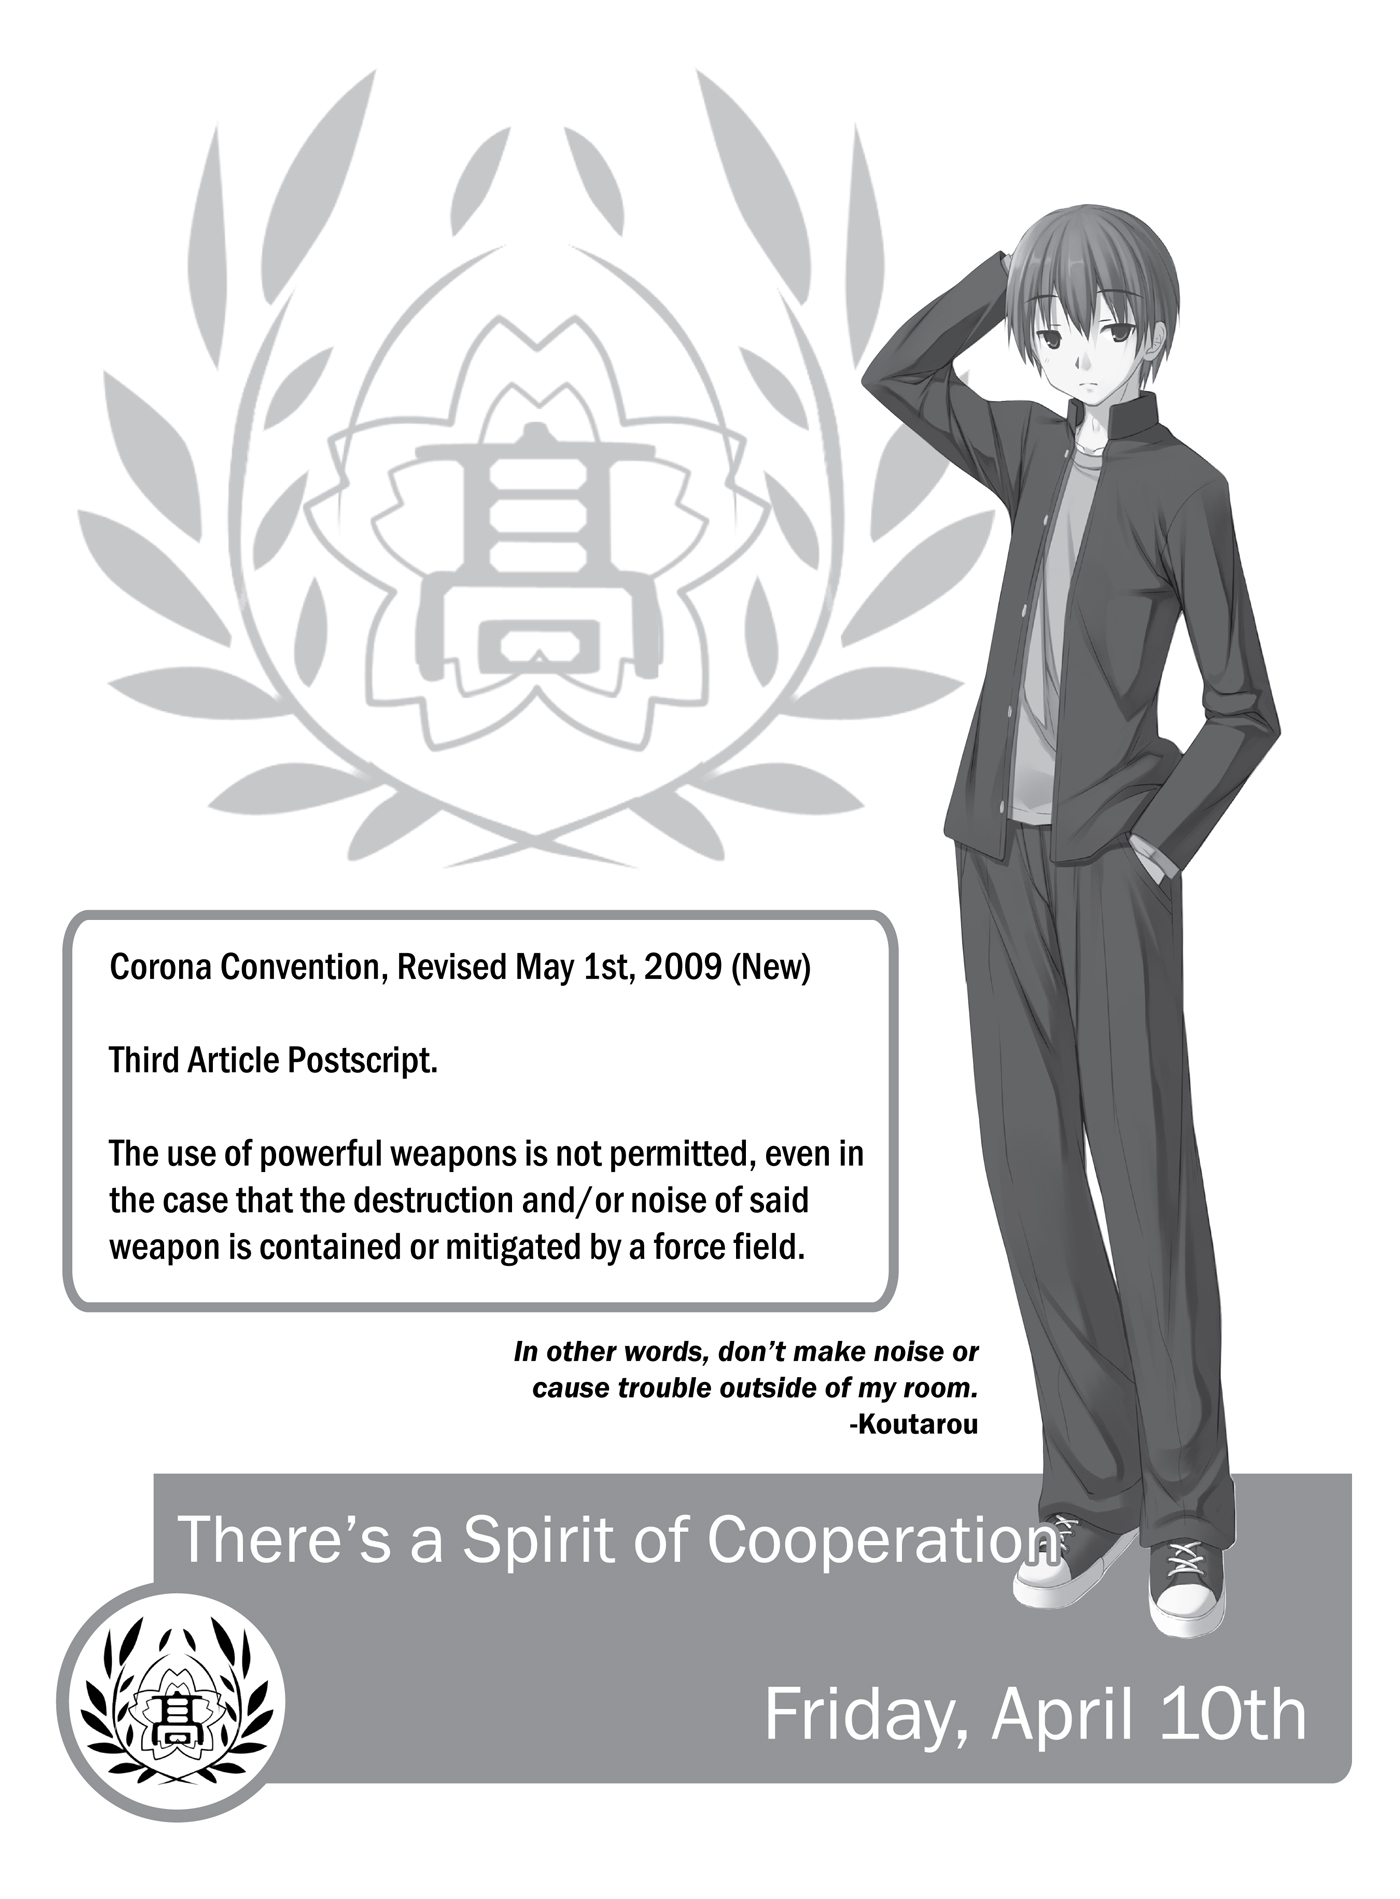 髙
Corona Convention, Revised May 1st, 2009 (New)
Third Article Postscript.
The use of powerful weapons is not permitted, even in
the case that the destruction and/or noise of said
weapon is contained or mitigated by a force field.
In other words, don’t make noise or
cause trouble outside of my room.
-Koutarou
There’s a Spirit of Cooperation
Friday, April 10th
髙